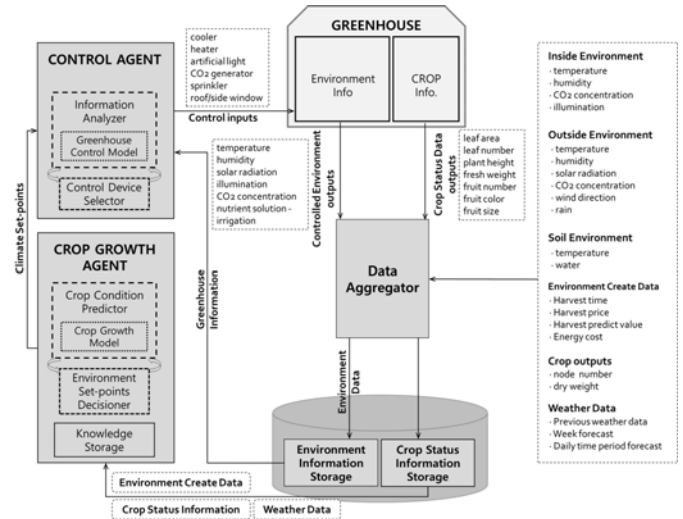 CONTROL AGENT
Information
Analyzer
Greenhouse
Control Model
Control Device
Selector
cooler
heater
artificial light
CO2 generator
sprinkler
roof/side window
Control inputs
GREENHOUSE
Environment
Info
CROP
Info.
temperature
humidity
solar radiation
illumination
CO2 concentration
nutrient solution -
irrigation
Controlled Environment
outputs
Crop Status Data
outputs
leaf area
leaf number
plant height
fresh weight
fruit number
fruit color
fruit size
Climate Set-points
CROP GROWTH
AGENT
Crop Condition
Predictor
Crop Growth
Model
Environment
Set-points
Decisioner
Knowledge
Storage
Greenhouse
Information
Data
Aggregator
Environment
Data
Environment
Information
Storage
Crop Status
Information
Storage
Environment Create Data
Crop Status Information
Weather Data
Inside Environment
· temperature
· humidity
· CO2 concentration
· illumination
Outside Environment
· temperature
· humidity
· solar radiation
· CO2 concentration
· wind direction
· rain
Soil Environment
· temperature
· water
Environment Create Data
· Harvest time
· Harvest price
· Harvest predict value
· Energy cost
Crop outputs
· node number
· dry weight
Weather Data
· Previous weather data
· Week forecast
· Daily time period forecast